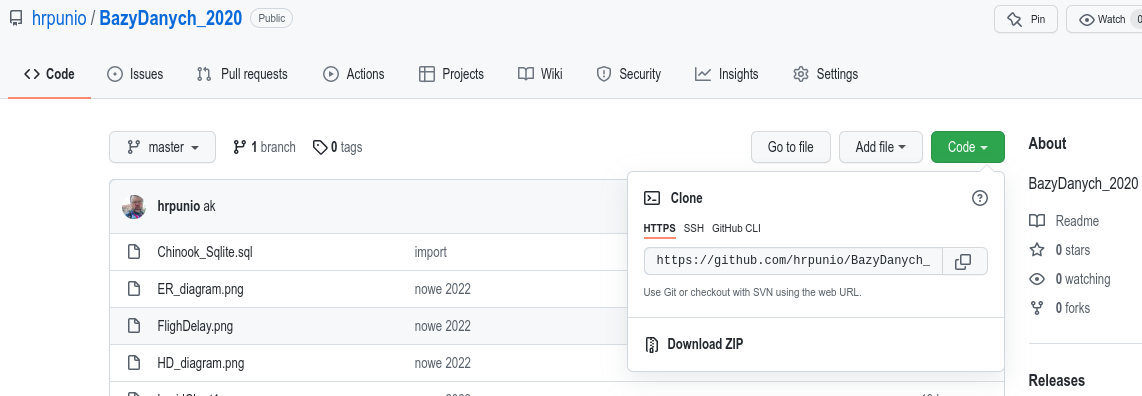 hrpunio / BazyDanych_2020 Public Pin Watch 0
Code Issues Pull requests Actions Projects Wiki Security Insights Settings
master 1 branch 0 tags Go to file Add file Code
About
BazyDanych_2020
hrpunio ak
Clone
HTTPS SSH GitHub CLI
https://github.com/hrpunio/BazyDanych_
Use Git or checkout with SVN using the web URL.
Download ZIP
Chinook_Sqlite.sql import
ER_diagram.png nowe 2022
FlighDelay.png nowe 2022
HD_diagram.png nowe 2022
Readme
0 stars
0 watching
0 forks
Releases